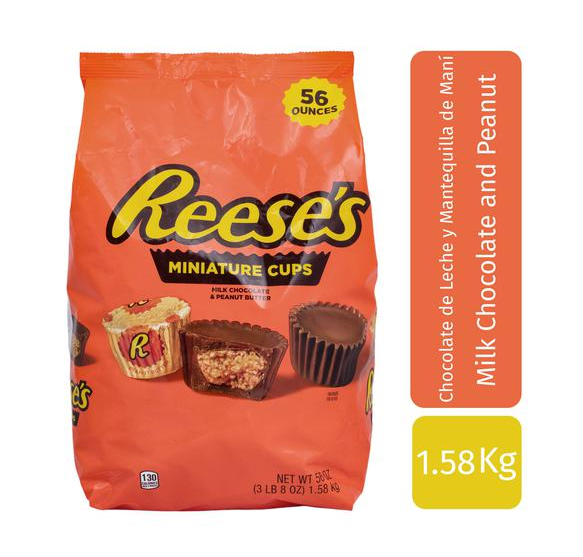 56
OUNCES
Reese's
MINIATURE CUPS
MILK CHOCOLATE
& PEANUT BUTTER
R
130
NET WT 56 OZ
(3 LB 8 OZ) 1.58 kg
Chocolate de Leche y Mantequilla de Maní
Milk Chocolate and Peanut
1.58Kg